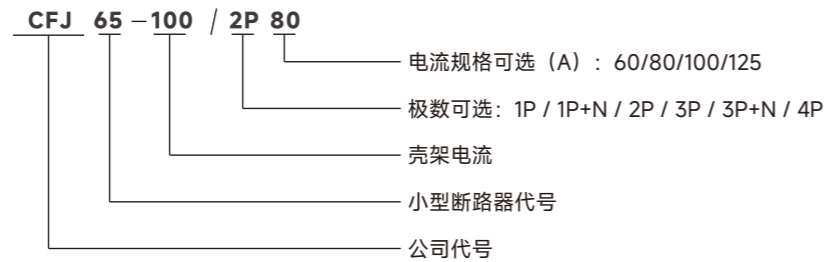 CFJ 65-100 / 2P 80
电流规格可选（A）：60/80/100/125
极数可选：1P / 1P+N / 2P / 3P / 3P+N / 4P
壳架电流
小型断路器代号
公司代号